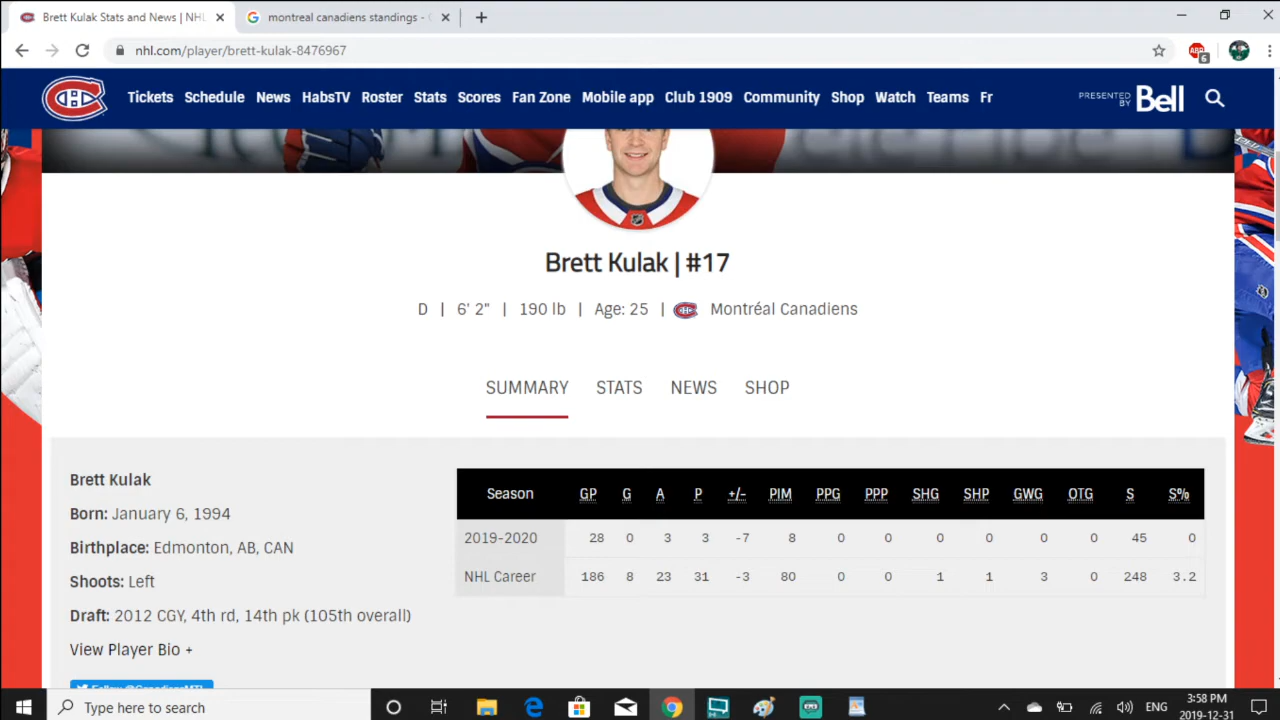 Brett Kulak Stats and News | NHL
montreal canadiens standings -
nhl.com/player/brett-kulak-8476967
ABP
6
Tickets Schedule News HabsTV Roster Stats Scores Fan Zone Mobile app Club 1909 Community Shop Watch Teams Fr
PRESENTED BY Bell
Brett Kulak | #17
D | 6' 2" | 190 lb | Age: 25 | Montréal Canadiens
SUMMARY STATS NEWS SHOP
Brett Kulak
Born: January 6, 1994
Birthplace: Edmonton, AB, CAN
Shoots: Left
Draft: 2012 CGY, 4th rd, 14th pk (105th overall)
View Player Bio +
Follow @CanadiensMTL
Season GP G A P +/- PIM PPG PPP SHG SHP GWG OTG S S%
2019-2020 28 0 3 3 -7 8 0 0 0 0 0 0 45 0
NHL Career 186 8 23 31 -3 80 0 0 1 1 3 0 248 3.2
Type here to search
ENG
3:58 PM
2019-12-31